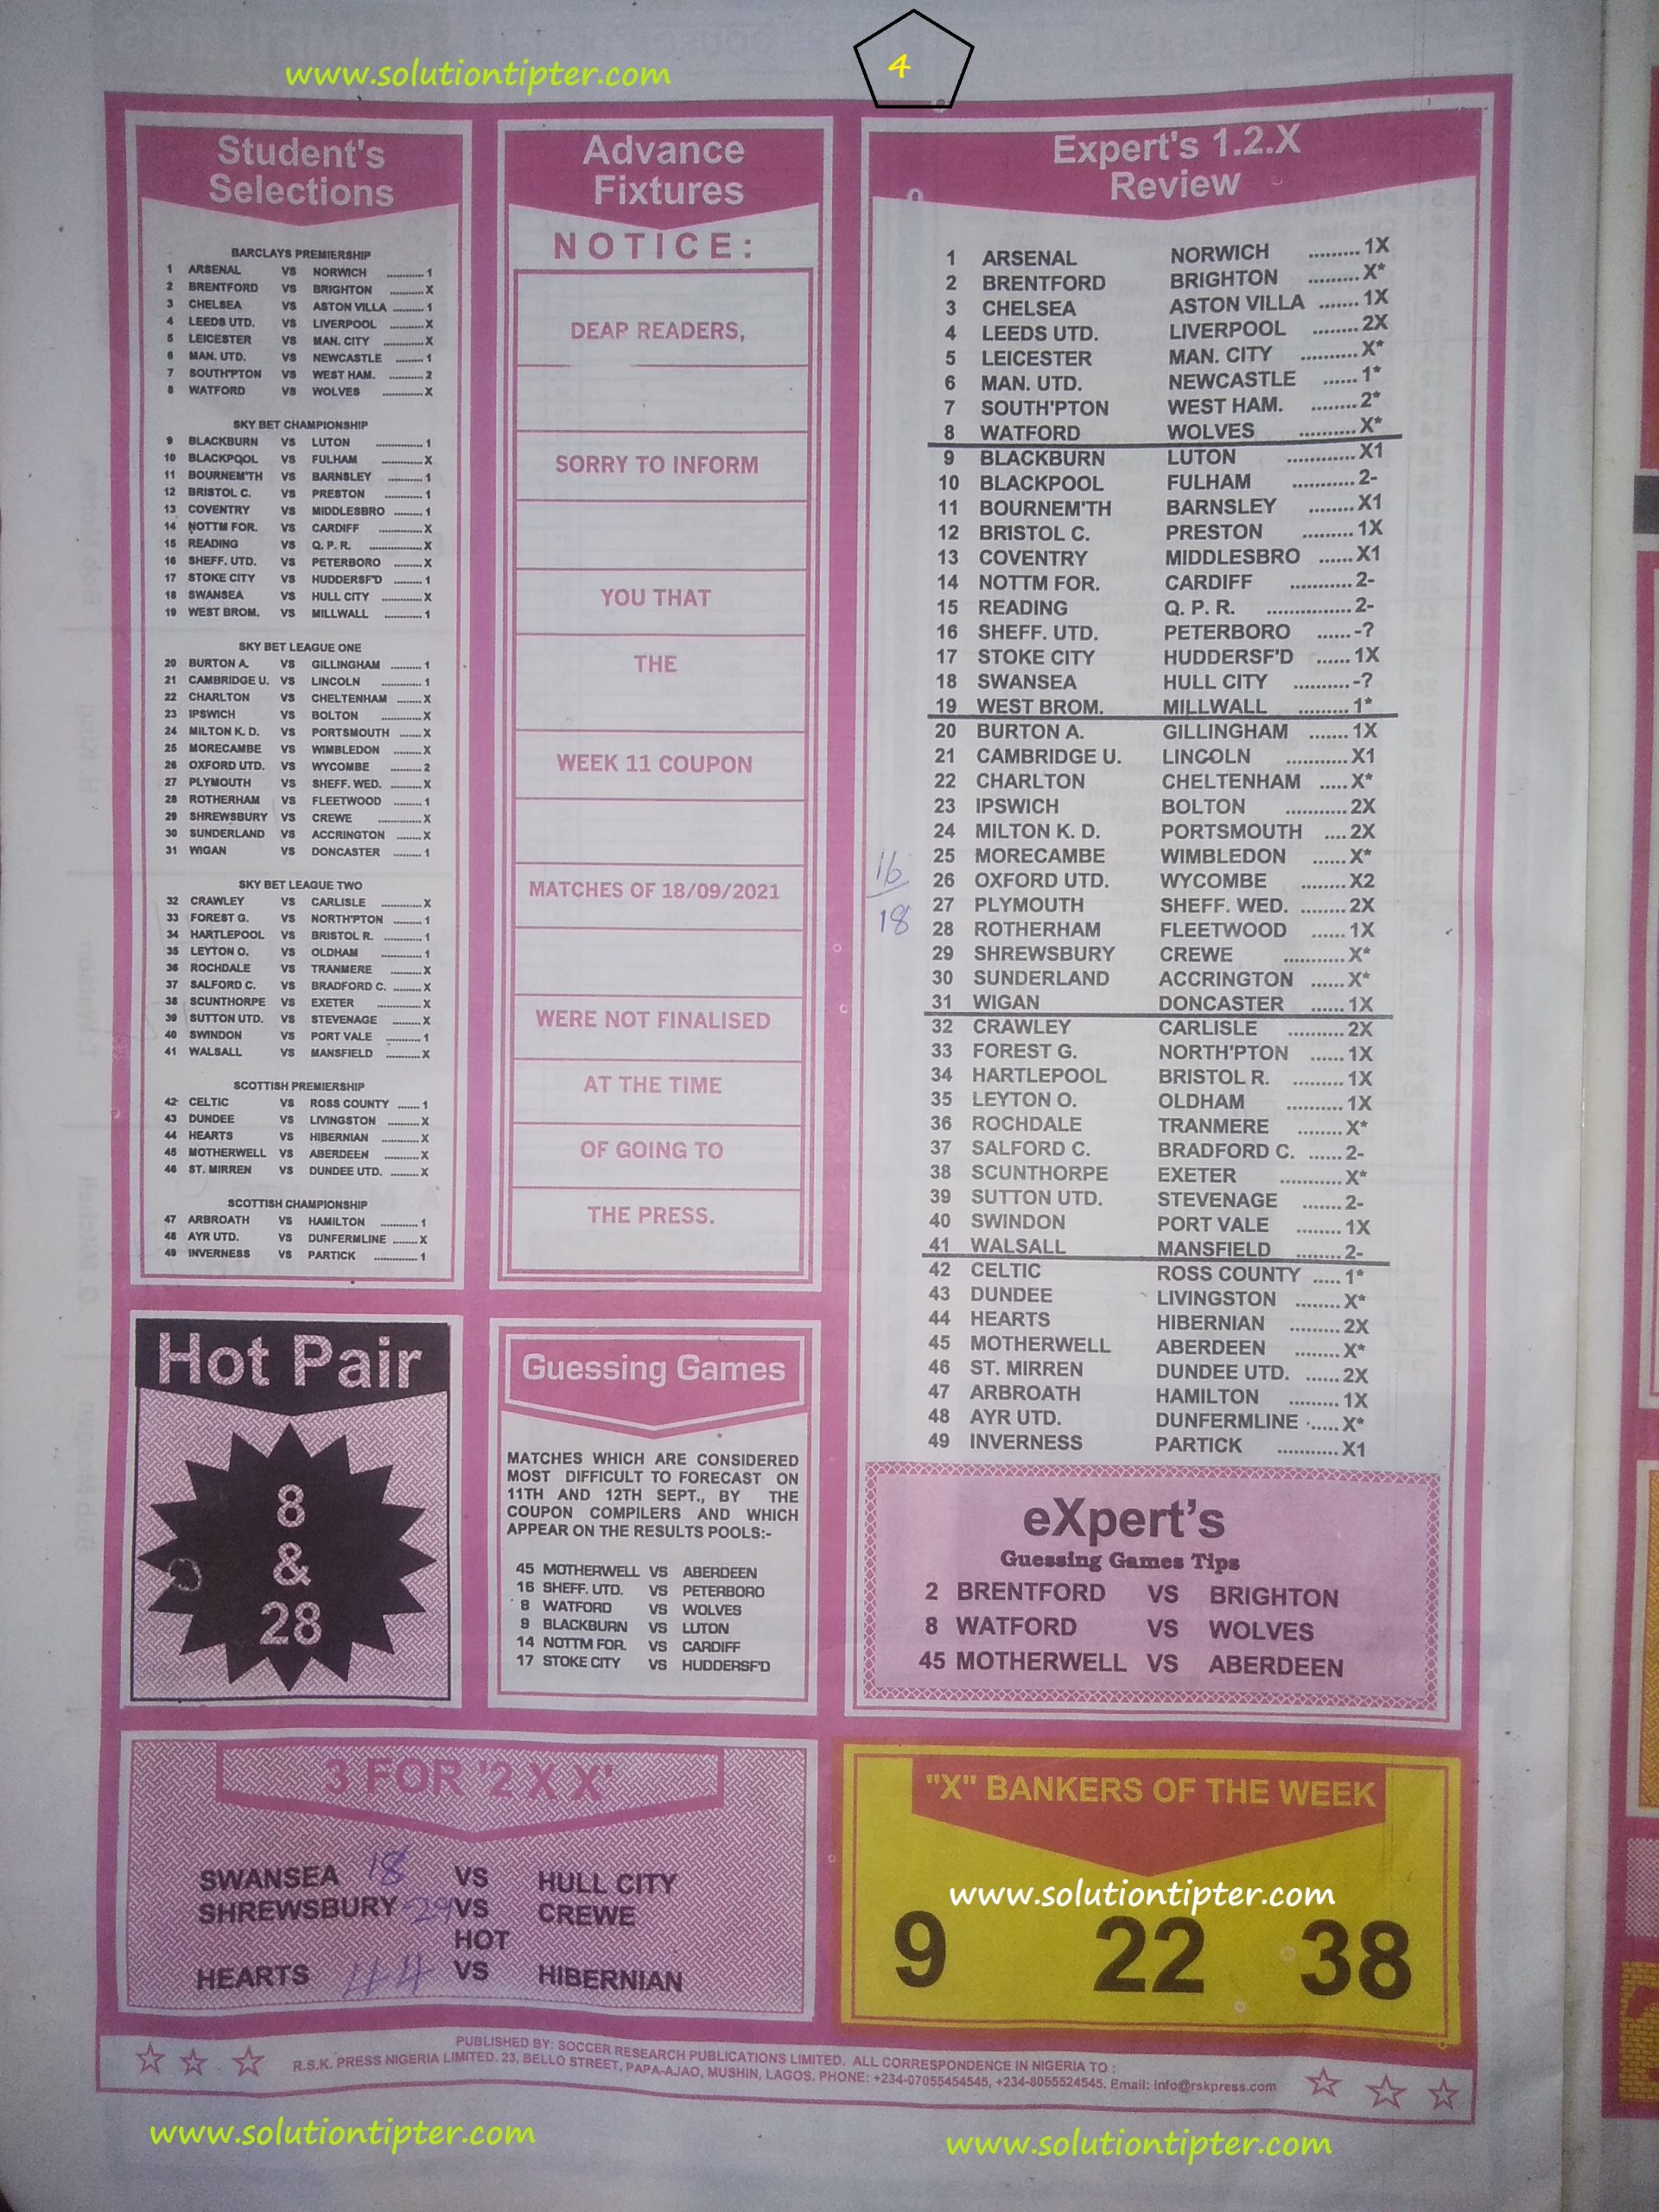 www.solutiontipter.com
4
Student's
Selections
BARCLAYS PREMIERSHIP
1 ARSENAL VS NORWICH ............ 1
2 BRENTFORD VS BRIGHTON ........... X
3 CHELSEA VS ASTON VILLA ......... 1
4 LEEDS UTD. VS LIVERPOOL ........... X
5 LEICESTER VS MAN. CITY ........... X
6 MAN. UTD. VS NEWCASTLE ......... 1
7 SOUTH'PTON VS WEST HAM. .......... 2
8 WATFORD VS WOLVES ............. X
SKY BET CHAMPIONSHIP
9 BLACKBURN VS LUTON ............... 1
10 BLACKPOOL VS FULHAM ............ X
11 BOURNEM'TH VS BARNSLEY .......... 1
12 BRISTOL C. VS PRESTON ........... 1
13 COVENTRY VS MIDDLESBRO ....... 1
14 NOTTM FOR. VS CARDIFF ............ X
15 READING VS Q. P. R. ................ X
16 SHEFF. UTD. VS PETERBORO ........ X
17 STOKE CITY VS HUDDERSF'D ........ 1
18 SWANSEA VS HULL CITY ........... X
19 WEST BROM. VS MILLWALL ........... 1
SKY BET LEAGUE ONE
20 BURTON A. VS GILLINGHAM .......... 1
21 CAMBRIDGE U. VS LINCOLN ............. 1
22 CHARLTON VS CHELTENHAM ....... X
23 IPSWICH VS BOLTON ............. X
24 MILTON K. D. VS PORTSMOUTH ...... X
25 MORECAMBE VS WIMBLEDON ........ X
26 OXFORD UTD. VS WYCOMBE .......... 2
27 PLYMOUTH VS SHEFF. WED. ........ X
28 ROTHERHAM VS FLEETWOOD ........ 1
29 SHREWSBURY VS CREWE .............. X
30 SUNDERLAND VS ACCRINGTON ....... X
31 WIGAN VS DONCASTER ......... 1
SKY BET LEAGUE TWO
32 CRAWLEY VS CARLISLE ........... X
33 FOREST G. VS NORTH'PTON ........ 1
34 HARTLEPOOL VS BRISTOL R. .......... 1
35 LEYTON O. VS OLDHAM ............. 1
36 ROCHDALE VS TRANMERE .......... X
37 SALFORD C. VS BRADFORD C. ....... X
38 SCUNTHORPE VS EXETER .............. X
39 SUTTON UTD. VS STEVENAGE ........ X
40 SWINDON VS PORT VALE .......... 1
41 WALSALL VS MANSFIELD .......... X
SCOTTISH PREMIERSHIP
42 CELTIC VS ROSS COUNTY ....... 1
43 DUNDEE VS LIVINGSTON ......... X
44 HEARTS VS HIBERNIAN .......... X
45 MOTHERWELL VS ABERDEEN .......... X
46 ST. MIRREN VS DUNDEE UTD. ........ X
SCOTTISH CHAMPIONSHIP
47 ARBROATH VS HAMILTON ............ 1
48 AYR UTD. VS DUNFERMLINE ....... X
49 INVERNESS VS PARTICK .............. 1
Advance
Fixtures
NOTICE:
DEAP READERS,
SORRY TO INFORM
YOU THAT
THE
WEEK 11 COUPON
MATCHES OF 18/09/2021
WERE NOT FINALISED
AT THE TIME
OF GOING TO
THE PRESS.
Expert's 1.2.X
Review
1 ARSENAL NORWICH ......... 1X
2 BRENTFORD BRIGHTON ......... X*
3 CHELSEA ASTON VILLA ....... 1X
4 LEEDS UTD. LIVERPOOL ........ 2X
5 LEICESTER MAN. CITY .......... X*
6 MAN. UTD. NEWCASTLE ...... 1*
7 SOUTH'PTON WEST HAM. ........ 2*
8 WATFORD WOLVES .......... X*
9 BLACKBURN LUTON ............ X1
10 BLACKPOOL FULHAM ........... 2-
11 BOURNEM'TH BARNSLEY ........ X1
12 BRISTOL C. PRESTON ......... 1X
13 COVENTRY MIDDLESBRO ...... X1
14 NOTTM FOR. CARDIFF ........... 2-
15 READING Q. P. R. ............... 2-
16 SHEFF. UTD. PETERBORO ...... -?
17 STOKE CITY HUDDERSF'D ...... 1X
18 SWANSEA HULL CITY .......... -?
19 WEST BROM. MILLWALL ......... 1*
20 BURTON A. GILLINGHAM ....... 1X
21 CAMBRIDGE U. LINCOLN ........... X1
22 CHARLTON CHELTENHAM ..... X*
23 IPSWICH BOLTON .......... 2X
24 MILTON K. D. PORTSMOUTH .... 2X
25 MORECAMBE WIMBLEDON ...... X*
26 OXFORD UTD. WYCOMBE ........ X2
27 PLYMOUTH SHEFF. WED. ........ 2X
28 ROTHERHAM FLEETWOOD ...... 1X
29 SHREWSBURY CREWE ........... X*
30 SUNDERLAND ACCRINGTON ...... X*
31 WIGAN DONCASTER ...... 1X
32 CRAWLEY CARLISLE .......... 2X
33 FOREST G. NORTH'PTON ...... 1X
34 HARTLEPOOL BRISTOL R. ......... 1X
35 LEYTON O. OLDHAM .......... 1X
36 ROCHDALE TRANMERE ........ X*
37 SALFORD C. BRADFORD C. ...... 2-
38 SCUNTHORPE EXETER ........... X*
39 SUTTON UTD. STEVENAGE ....... 2-
40 SWINDON PORT VALE ........ 1X
41 WALSALL MANSFIELD ........ 2-
42 CELTIC ROSS COUNTY ..... 1*
43 DUNDEE LIVINGSTON ........ X*
44 HEARTS HIBERNIAN ......... 2X
45 MOTHERWELL ABERDEEN ........ X*
46 ST. MIRREN DUNDEE UTD. ...... 2X
47 ARBROATH HAMILTON ......... 1X
48 AYR UTD. DUNFERMLINE ..... X*
49 INVERNESS PARTICK ........... X1
16
18
Hot Pair
8
&
28
Guessing Games
MATCHES WHICH ARE CONSIDERED
MOST DIFFICULT TO FORECAST ON
11TH AND 12TH SEPT., BY THE
COUPON COMPILERS AND WHICH
APPEAR ON THE RESULTS POOLS:-
45 MOTHERWELL VS ABERDEEN
16 SHEFF. UTD. VS PETERBORO
8 WATFORD VS WOLVES
9 BLACKBURN VS LUTON
14 NOTTM FOR. VS CARDIFF
17 STOKE CITY VS HUDDERSF'D
eXpert's
Guessing Games Tips
2 BRENTFORD VS BRIGHTON
8 WATFORD VS WOLVES
45 MOTHERWELL VS ABERDEEN
3 FOR '2 X X'
SWANSEA 18 VS HULL CITY
SHREWSBURY 29 VS CREWE
HOT
HEARTS 44 VS HIBERNIAN
"X" BANKERS OF THE WEEK
www.solutiontipter.com
9 22 38
PUBLISHED BY: SOCCER RESEARCH PUBLICATIONS LIMITED. ALL CORRESPONDENCE IN NIGERIA TO :
R.S.K. PRESS NIGERIA LIMITED. 23, BELLO STREET, PAPA-AJAO, MUSHIN, LAGOS. PHONE: +234-07055454545, +234-8055524545. Email: Info@rskpress.com
www.solutiontipter.com
www.solutiontipter.com